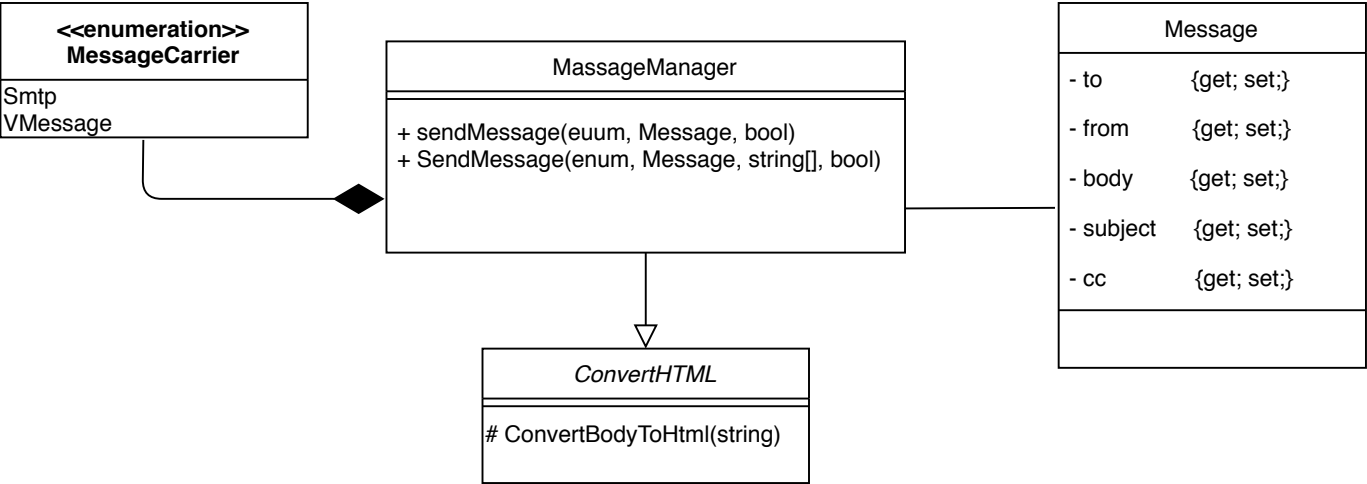 <<enumeration>>
MessageCarrier
Smtp
VMessage
MassageManager
+ sendMessage(euum, Message, bool)
+ SendMessage(enum, Message, string[], bool)
Message
- to {get; set;}
- from {get; set;}
- body {get; set;}
- subject {get; set;}
- cc {get; set;}
ConvertHTML
# ConvertBodyToHtml(string)